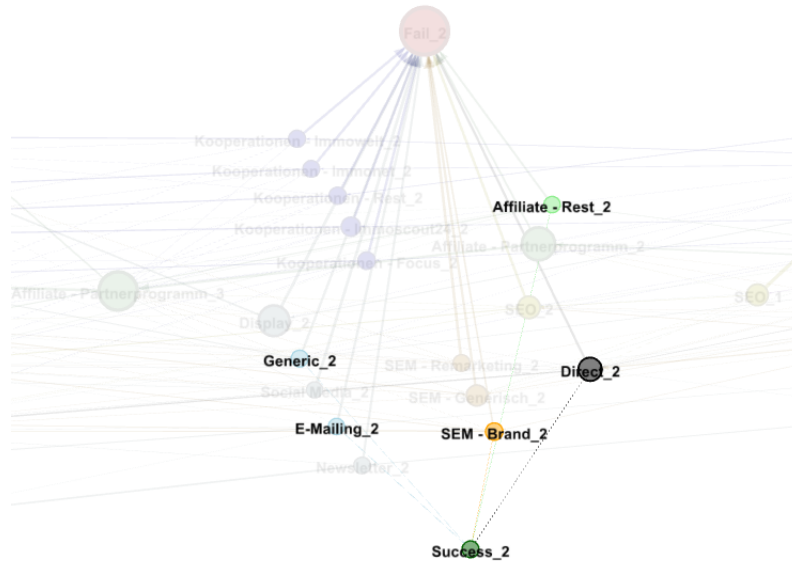 Fail_2
Kooperationen - Immowelt_2
Kooperationen - Immonet_2
Kooperationen - Rest_2
Affiliate - Rest_2
Kooperationen - Immoscout24_2
Affiliate - Partnerprogramm_2
Kooperationen - Focus_2
Affiliate - Partnerprogramm_3
SEO_1
SEO_2
Display_2
Generic_2
SEM - Remarketing_2
Direct_2
Social Media_2
SEM - Generisch_2
E-Mailing_2
SEM - Brand_2
Newsletter_2
Success_2